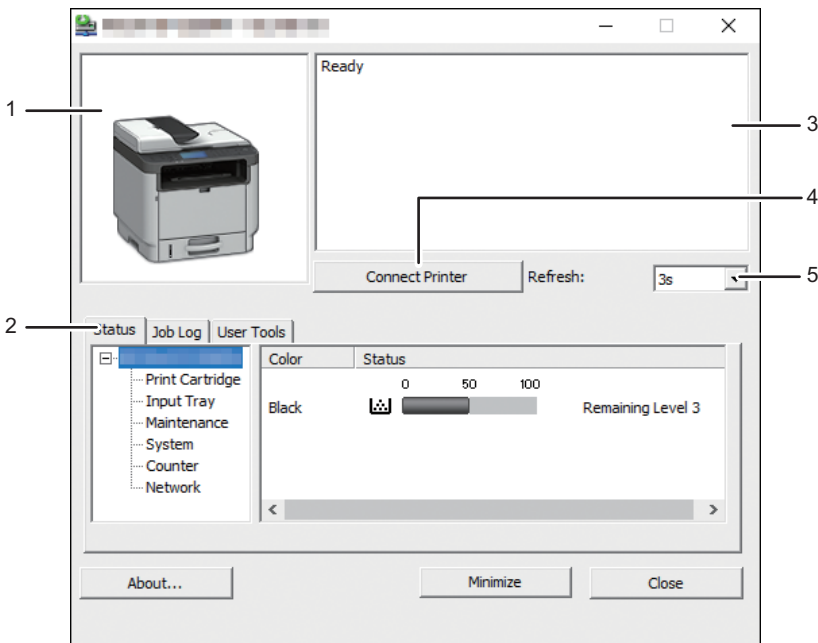 Ready
1
3
4
Connect Printer Refresh: 3s
5
2
Status Job Log User Tools
Color Status
Print Cartridge
0 50 100
Input Tray
Black Remaining Level 3
Maintenance
System
Counter
Network
About... Minimize Close